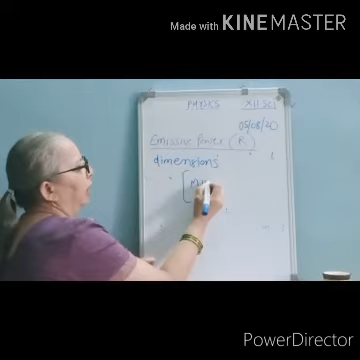 Made with KINEMASTER
PHYSICS XII SCI
05/08/20
Emissive Power (R)
dimensions
[
PowerDirector